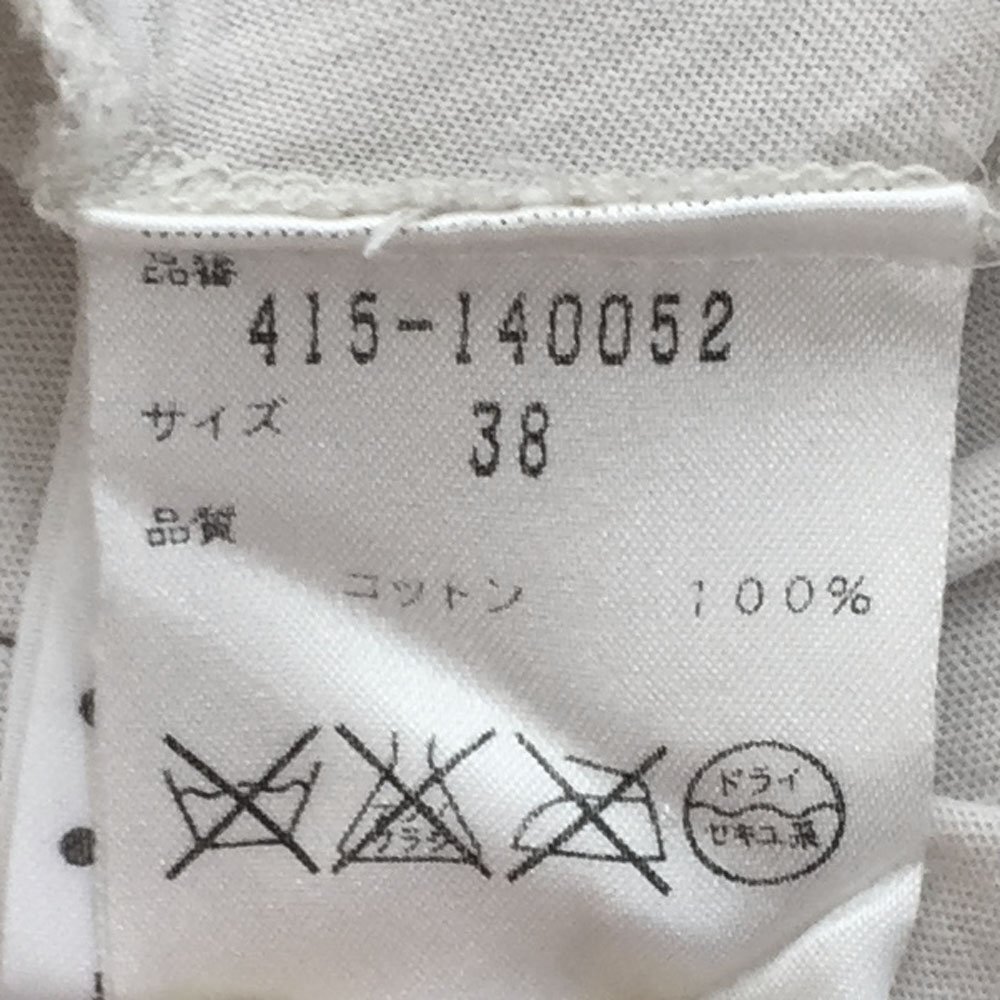 品番
415-140052
サイズ 38
品質
コットン 100%
ドライ
セキユ系